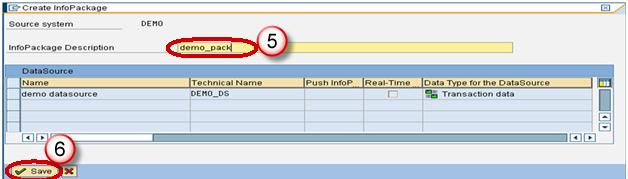 Create InfoPackage
Source system DEMO
InfoPackage Description demo_pack 5
DataSource
Name Technical Name Push InfoP... Real-Time ... Data Type for the DataSource
demo datasource DEMO_DS Transaction data
6
Save